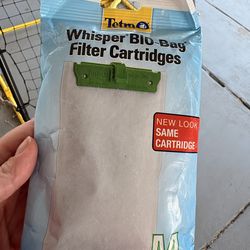 Tetra
Whisper BIO-Bag
Filter Cartridges
NEW LOOK
SAME
CARTRIDGE